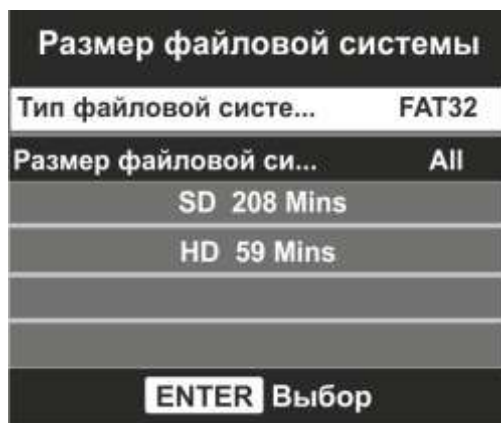 Размер файловой системы
Тип файловой систе... FAT32
Размер файловой си... All
SD 208 Mins
HD 59 Mins
ENTER Выбор